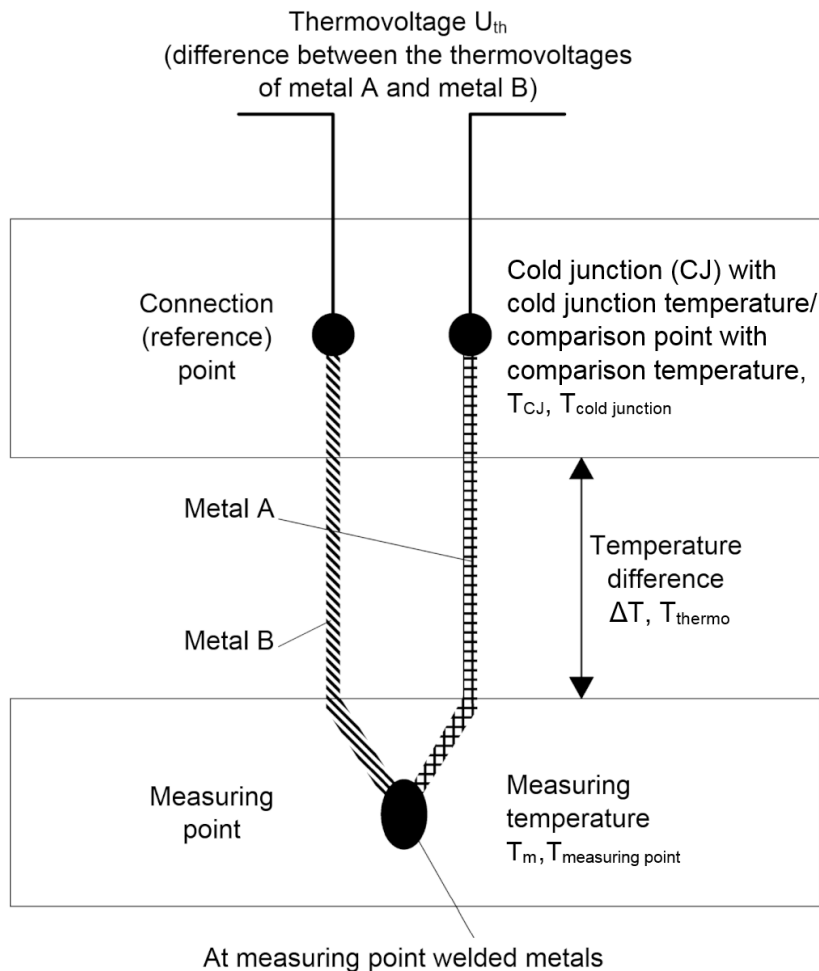 Thermovoltage Uth
(difference between the thermovoltages
of metal A and metal B)
Connection
(reference)
point
Cold junction (CJ) with
cold junction temperature/
comparison point with
comparison temperature,
TCJ, Tcold junction
Metal A
Temperature
difference
ΔT, Tthermo
Metal B
Measuring
point
Measuring
temperature
Tm, Tmeasuring point
At measuring point welded metals